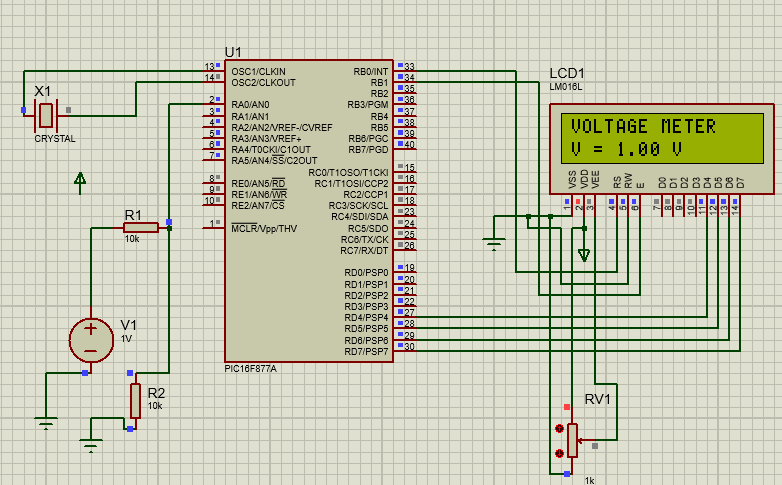 U1
13 OSC1/CLKIN
14 OSC2/CLKOUT
2 RA0/AN0
3 RA1/AN1
4 RA2/AN2/VREF-/CVREF
5 RA3/AN3/VREF+
6 RA4/T0CKI/C1OUT
7 RA5/AN4/SS/C2OUT
8 RE0/AN5/RD
9 RE1/AN6/WR
10 RE2/AN7/CS
1 MCLR/Vpp/THV
RB0/INT 33
RB1 34
RB2 35
RB3/PGM 36
RB4 37
RB5 38
RB6/PGC 39
RB7/PGD 40
RC0/T1OSO/T1CKI 15
RC1/T1OSI/CCP2 16
RC2/CCP1 17
RC3/SCK/SCL 18
RC4/SDI/SDA 23
RC5/SDO 24
RC6/TX/CK 25
RC7/RX/DT 26
RD0/PSP0 19
RD1/PSP1 20
RD2/PSP2 21
RD3/PSP3 22
RD4/PSP4 27
RD5/PSP5 28
RD6/PSP6 29
RD7/PSP7 30
PIC16F877A
X1
CRYSTAL
R1
10k
V1
1V
R2
10k
LCD1
LM016L
VOLTAGE METER
V = 1.00 V
VSS VDD VEE RS RW E D0 D1 D2 D3 D4 D5 D6 D7
1 2 3 4 5 6 7 8 9 10 11 12 13 14
RV1
1k